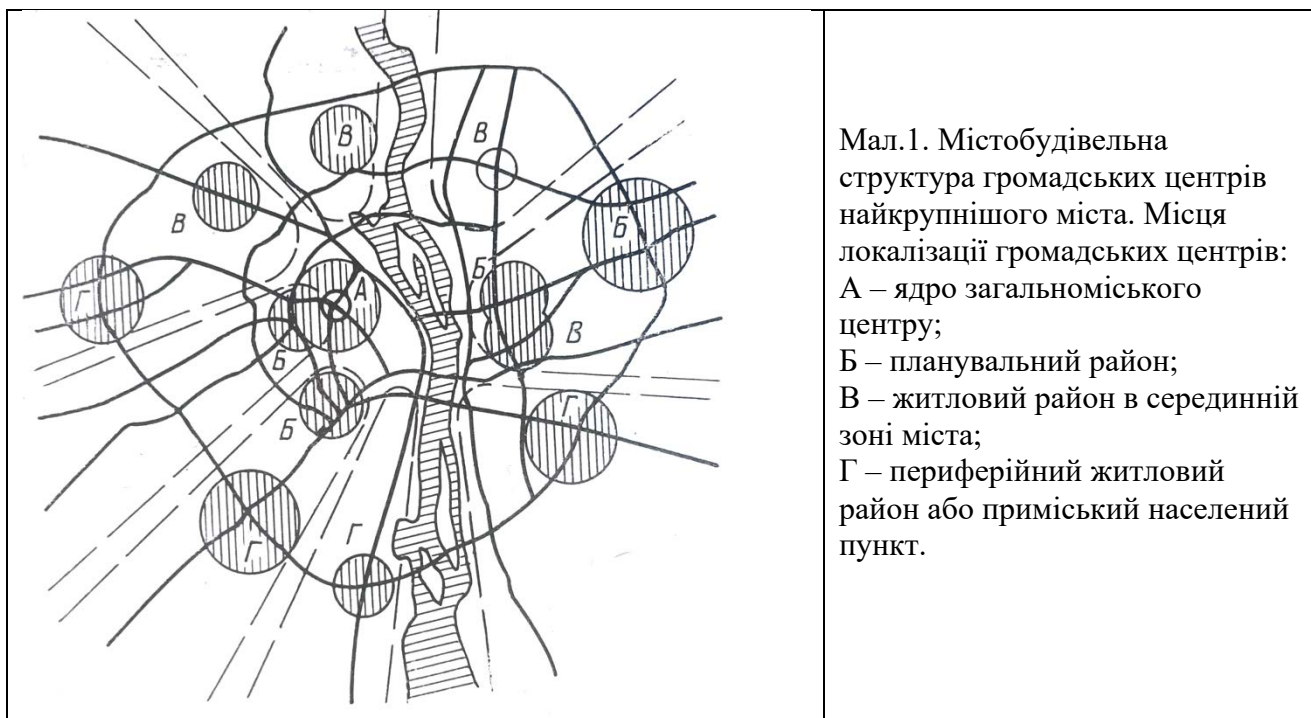 В
В
В
Б
Б
Г
А
В
Б
Г
Б
Г
Г
Мал.1. Містобудівельна
структура громадських центрів
найкрупнішого міста. Місця
локалізації громадських центрів:
А – ядро загальноміського
центру;
Б – планувальний район;
В – житловий район в серединній
зоні міста;
Г – периферійний житловий
район або приміський населений
пункт.